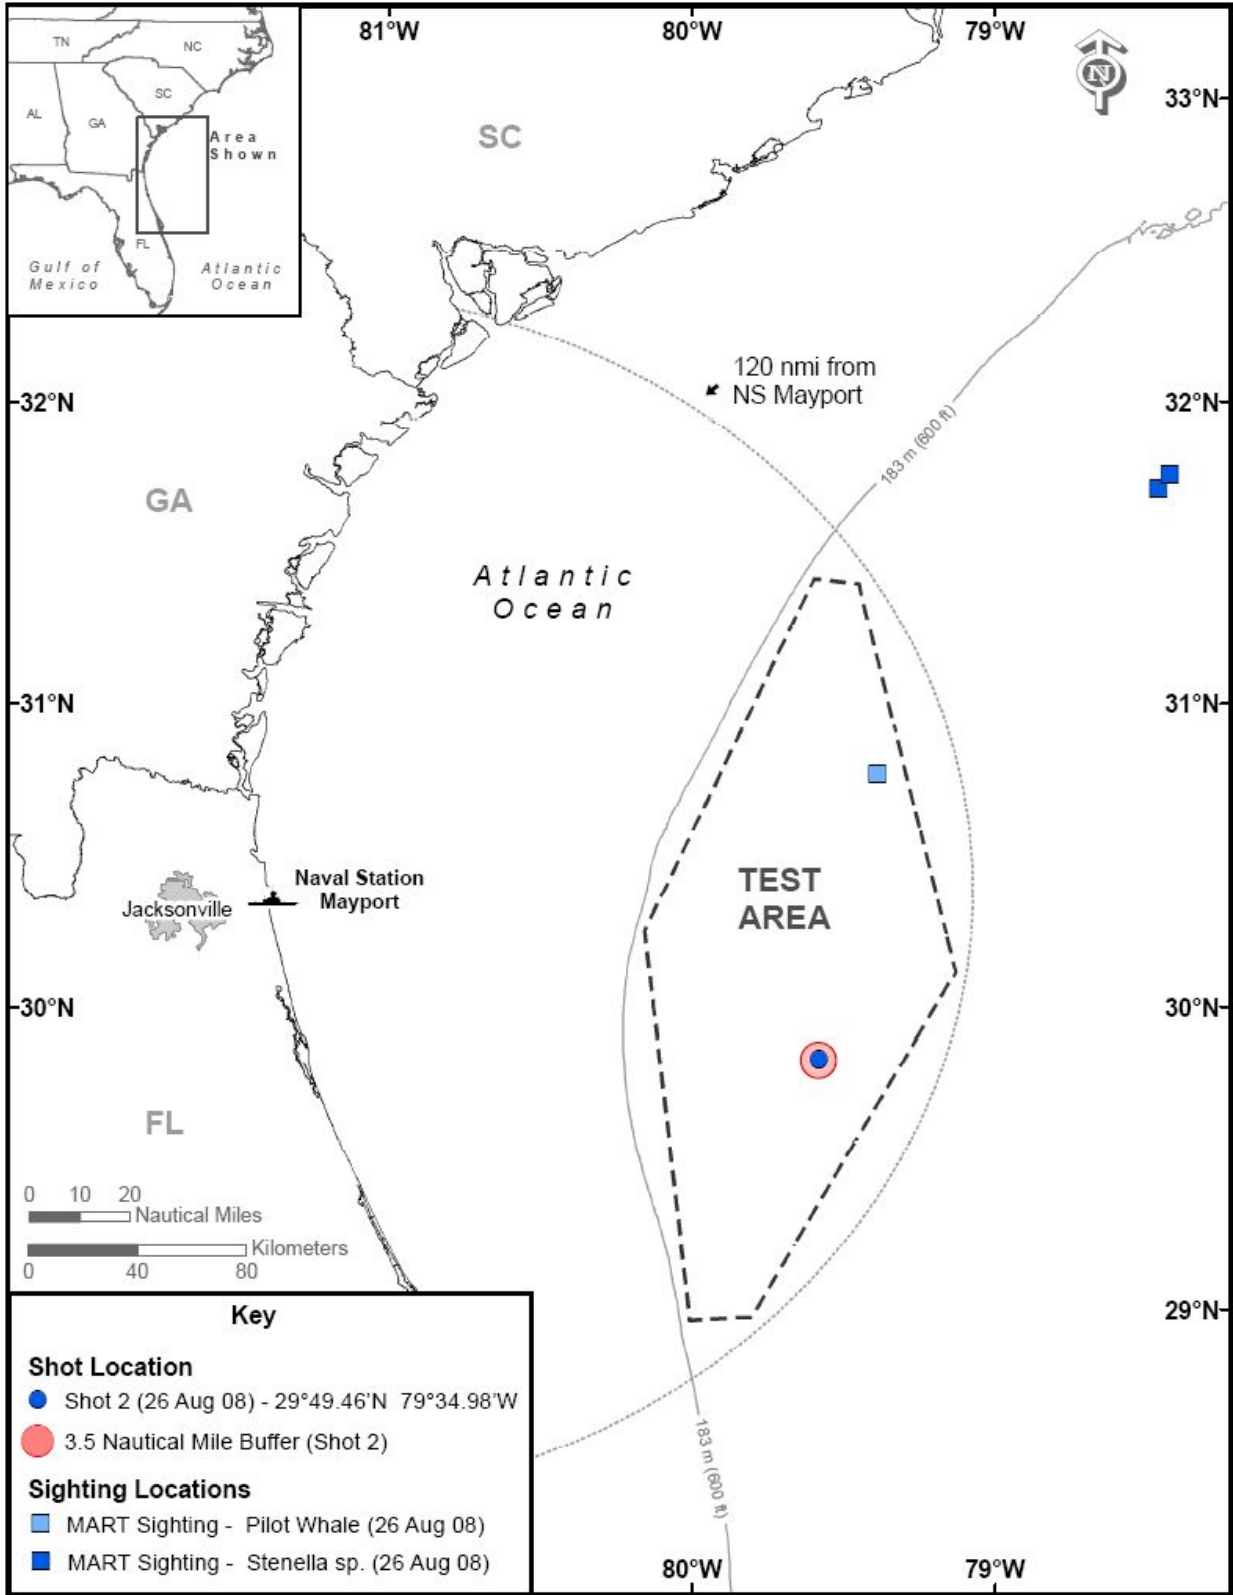 81°W
80°W
79°W
TN
NC
SC
AL
GA
Area
Shown
FL
Gulf of
Mexico
Atlantic
Ocean
N
33°N
SC
120 nmi from
NS Mayport
32°N
32°N
183 m (600 ft)
GA
Atlantic
Ocean
31°N
31°N
TEST
AREA
Naval Station
Mayport
Jacksonville
30°N
30°N
FL
0 10 20
Nautical Miles
Kilometers
0 40 80
29°N
Key
Shot Location
Shot 2 (26 Aug 08) - 29°49.46'N 79°34.98'W
3.5 Nautical Mile Buffer (Shot 2)
Sighting Locations
MART Sighting - Pilot Whale (26 Aug 08)
MART Sighting - Stenella sp. (26 Aug 08)
183 m (600 ft)
80°W
79°W